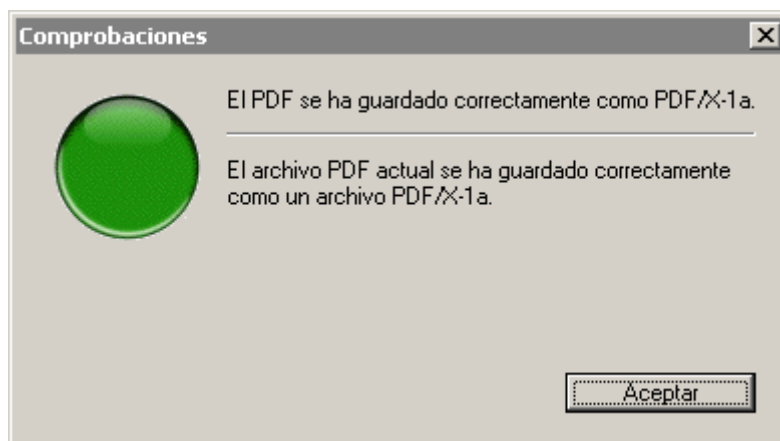 Comprobaciones
El PDF se ha guardado correctamente como PDF/X-1a.
El archivo PDF actual se ha guardado correctamente
como un archivo PDF/X-1a.
Aceptar